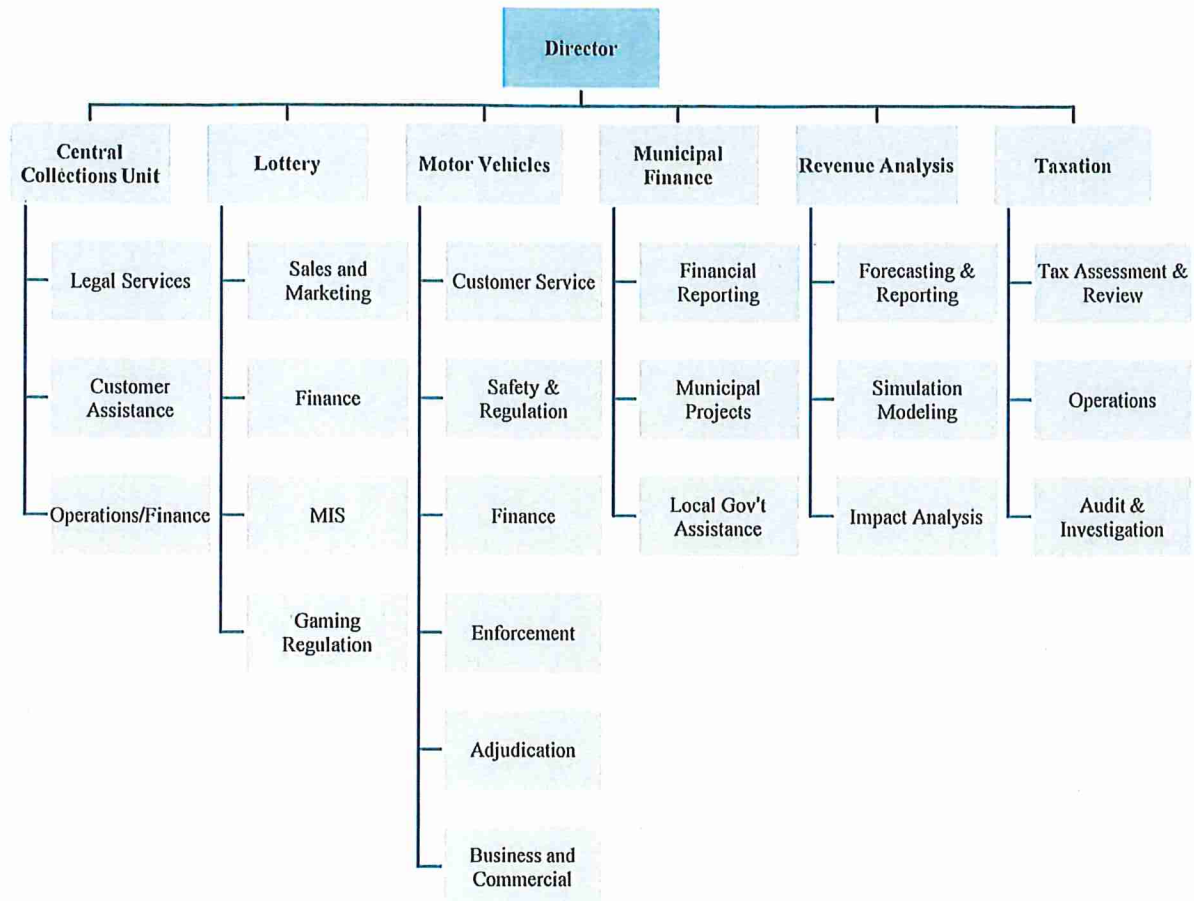 Director
Central
Collections Unit
Lottery
Motor Vehicles
Municipal
Finance
Revenue Analysis
Taxation
Legal Services
Customer
Assistance
Operations/Finance
Sales and
Marketing
Finance
MIS
Gaming
Regulation
Customer Service
Safety &
Regulation
Finance
Enforcement
Adjudication
Business and
Commercial
Financial
Reporting
Municipal
Projects
Local Gov't
Assistance
Forecasting &
Reporting
Simulation
Modeling
Impact Analysis
Tax Assessment &
Review
Operations
Audit &
Investigation